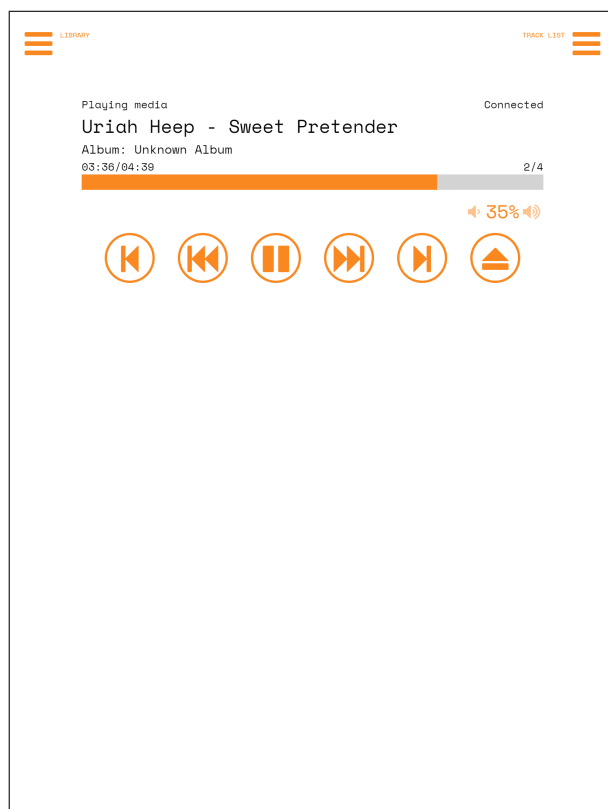 LIBRARY
TRACK LIST
Playing media
Connected
Uriah Heep - Sweet Pretender
Album: Unknown Album
03:36/04:39
2/4
35%